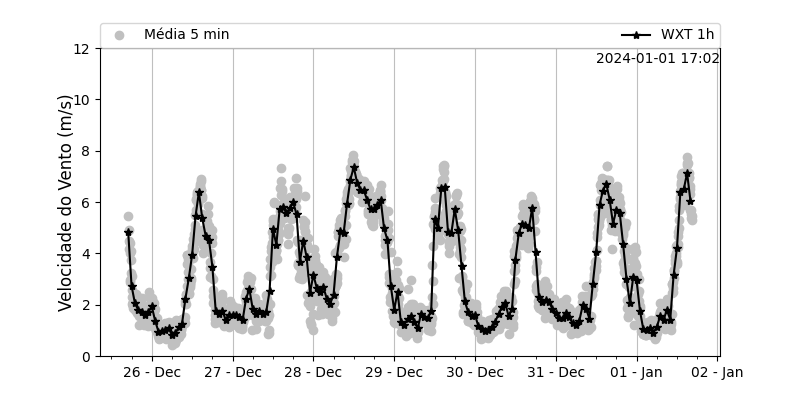 Média 5 min
WXT 1h
2024-01-01 17:02
Velocidade do Vento (m/s)
12
10
8
6
4
2
0
26 - Dec
27 - Dec
28 - Dec
29 - Dec
30 - Dec
31 - Dec
01 - Jan
02 - Jan